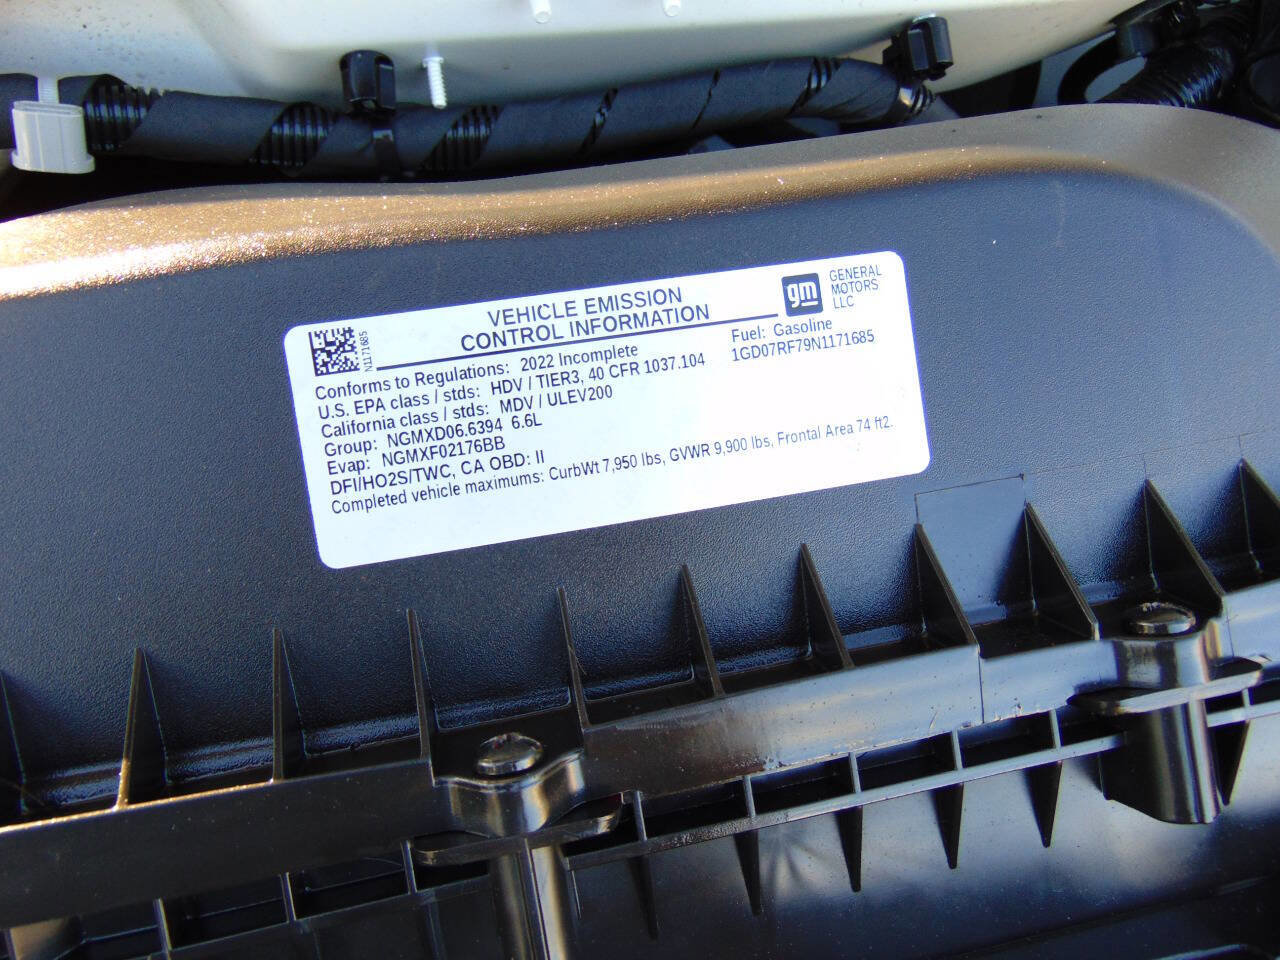 N1171685
VEHICLE EMISSION
CONTROL INFORMATION
gm
GENERAL
MOTORS
LLC
Conforms to Regulations: 2022 Incomplete
Fuel: Gasoline
U.S. EPA class / stds: HDV / TIER3, 40 CFR 1037.104
1GD07RF79N1171685
California class / stds: MDV / ULEV200
Group: NGMXD06.6394 6.6L
Evap: NGMXF02176BB
DFI/HO2S/TWC, CA OBD: II
Completed vehicle maximums: CurbWt 7,950 lbs, GVWR 9,900 lbs, Frontal Area 74 ft2.